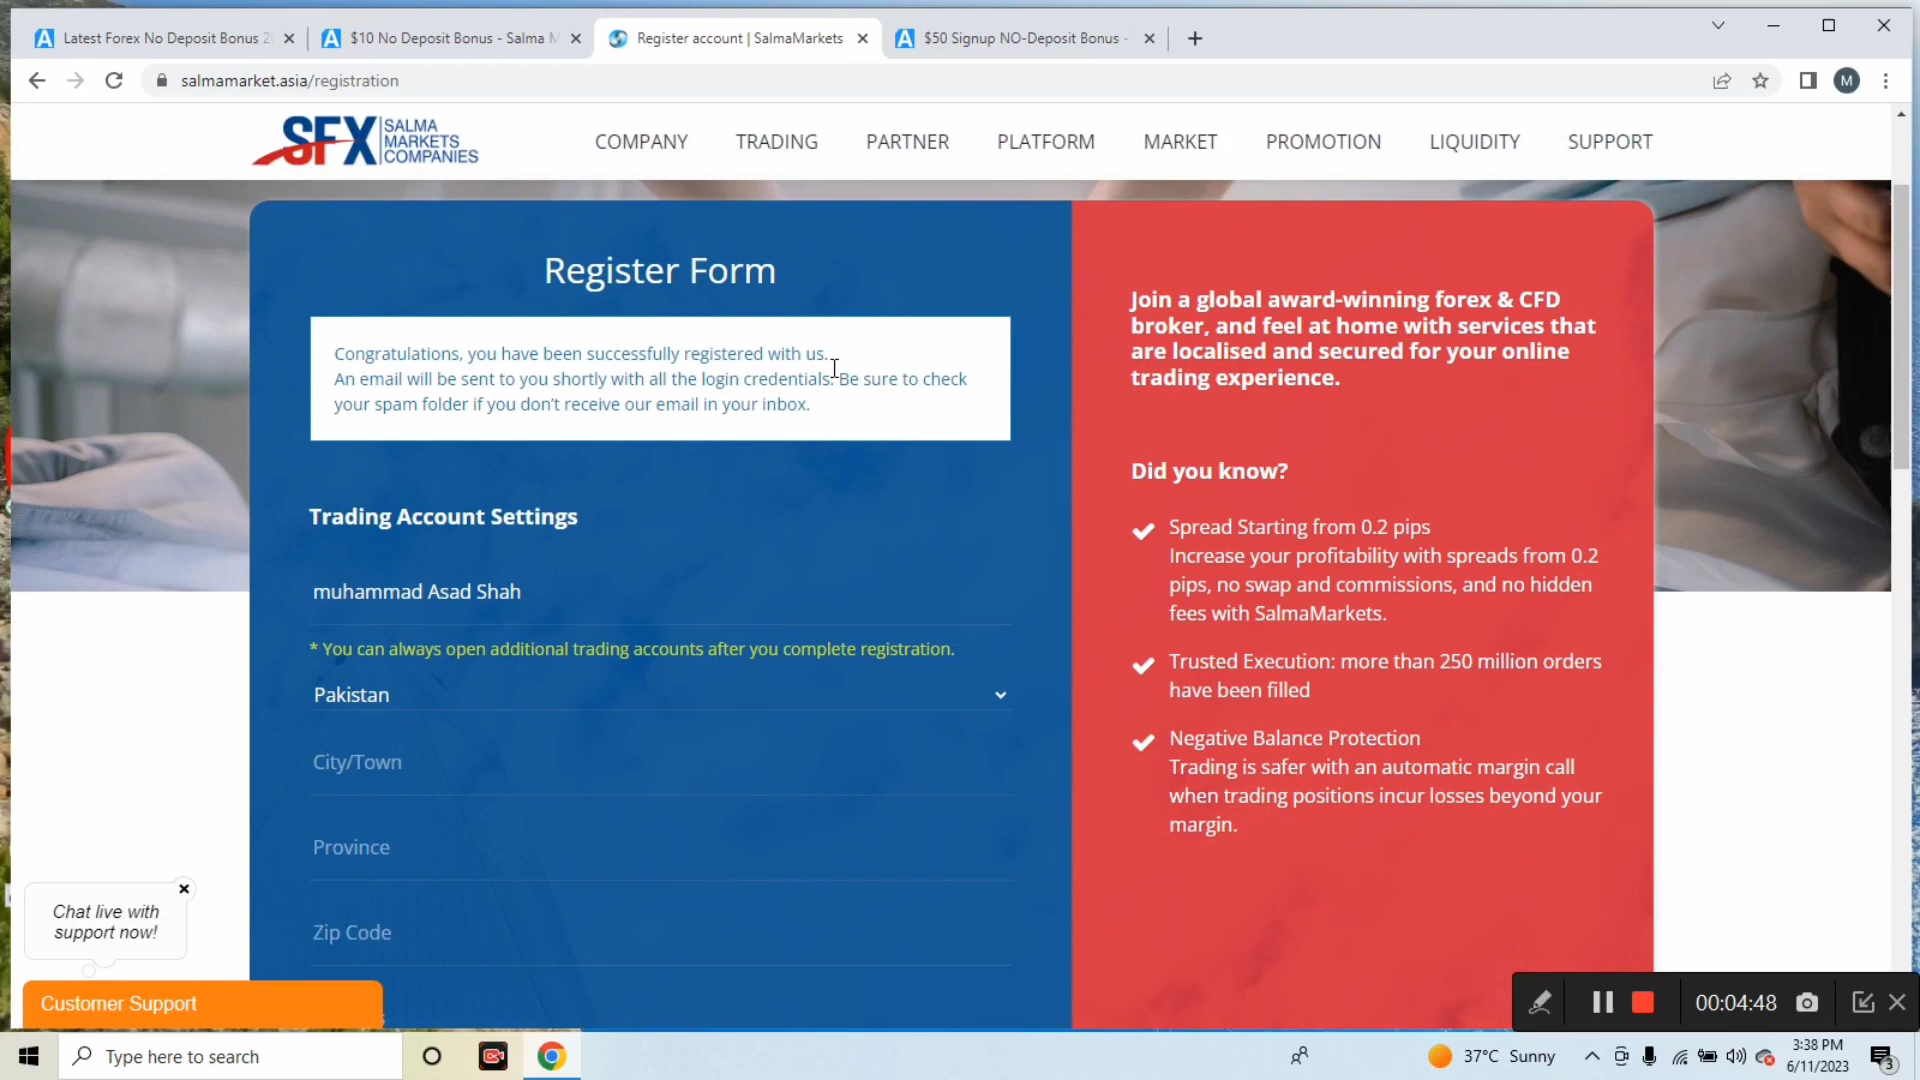 Latest Forex No Deposit Bonus 2
$10 No Deposit Bonus - Salma M
Register account | SalmaMarkets
$50 Signup NO-Deposit Bonus -
salmamarket.asia/registration
M
SFX
SALMA
MARKETS
COMPANIES
COMPANY
TRADING
PARTNER
PLATFORM
MARKET
PROMOTION
LIQUIDITY
SUPPORT
Register Form
Congratulations, you have been successfully registered with us.
An email will be sent to you shortly with all the login credentials. Be sure to check
your spam folder if you don't receive our email in your inbox.
Trading Account Settings
muhammad Asad Shah
* You can always open additional trading accounts after you complete registration.
Pakistan
City/Town
Province
Zip Code
Join a global award-winning forex & CFD
broker, and feel at home with services that
are localised and secured for your online
trading experience.
Did you know?
Spread Starting from 0.2 pips
Increase your profitability with spreads from 0.2
pips, no swap and commissions, and no hidden
fees with SalmaMarkets.
Trusted Execution: more than 250 million orders
have been filled
Negative Balance Protection
Trading is safer with an automatic margin call
when trading positions incur losses beyond your
margin.
Chat live with
support now!
Customer Support
00:04:48
Type here to search
37°C Sunny
3:38 PM
6/11/2023
3